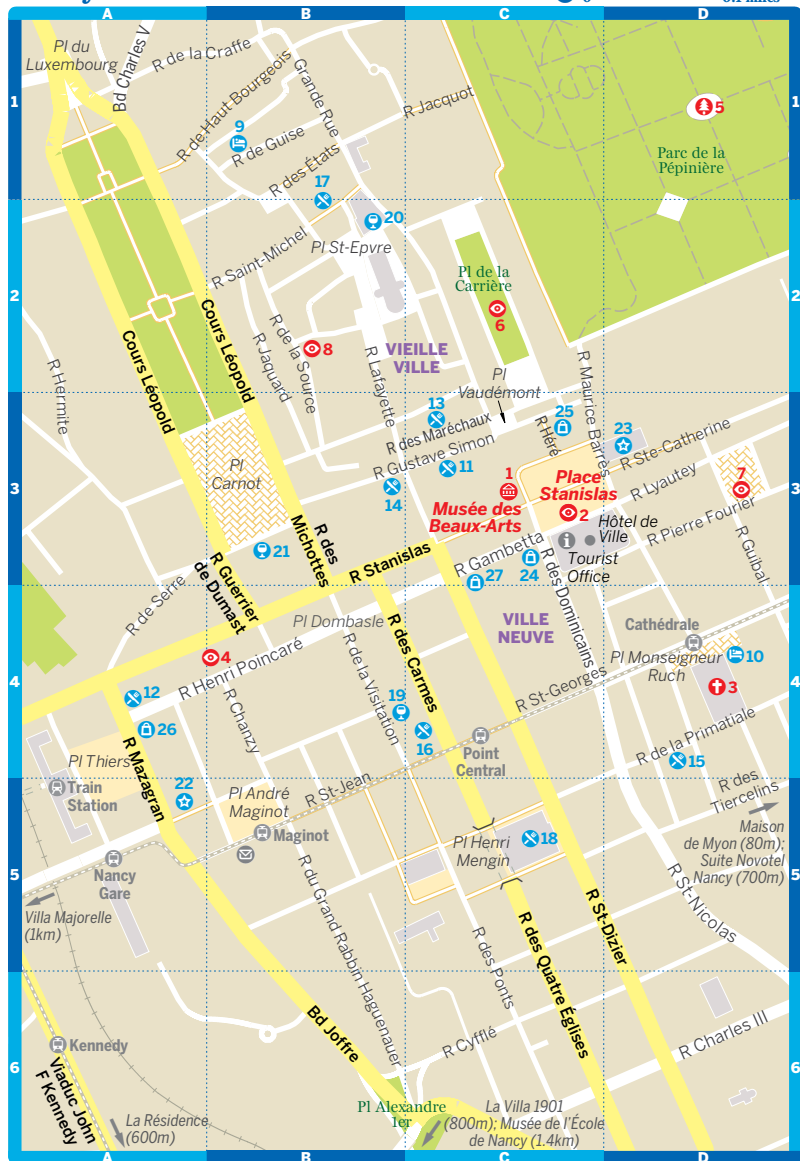 A
B
C
D
1
2
3
4
5
6
1
2
3
4
5
6
Pl du
Luxembourg
Bd Charles V
R de la Craffe
R de Haut Bourgeois
Grande Rue
R Jacquot
9
R de Guise
R des États
17
20
5
Parc de la
Pépinière
R Saint-Michel
Pl St-Epvre
Pl de la
Carrière
6
Cours Léopold
Cours Léopold
R Jaquard
R de la Source
8
R Lafayette
VIEILLE
VILLE
R Hermite
Pl
Vaudémont
R Maurice Barrès
13
R des Maréchaux
R Héré
25
23
R Ste-Catherine
R Gustave Simon
11
14
Pl
Carnot
1
Musée des
Beaux-Arts
Place
Stanislas
2
R Lyautey
7
Hôtel de
Ville
R Pierre Fourier
R Guibal
21
R des
Michottes
R Stanislas
R Gambetta
24
27
Tourist
Office
R des Dominicains
R Guerrier
de Dumast
R de Serre
Pl Dombasle
VILLE
NEUVE
Cathédrale
Pl Monseigneur
Ruch
10
3
4
R Henri Poincaré
R des Carmes
R de la Visitation
R St-Georges
12
26
R Chanzy
19
16
Point
Central
R de la Primatiale
15
R Mazagran
Pl Thiers
Train
Station
22
Pl André
Maginot
R St-Jean
Maginot
R des
Tiercelins
Maison
de Myon (80m);
Suite Novotel
Nancy (700m)
Pl Henri
Mengin
18
Nancy
Gare
Villa Majorelle
(1km)
R du Grand Rabbin Haguenauer
R des Ponts
R des Quatre Églises
R St-Dizier
R St-Nicolas
Bd Joffre
R Cyfflé
R Charles III
Kennedy
Viaduc John
F Kennedy
La Résidence
(600m)
Pl Alexandre
1er
La Villa 1901
(800m); Musée de l'École
de Nancy (1.4km)
A
B
C
D